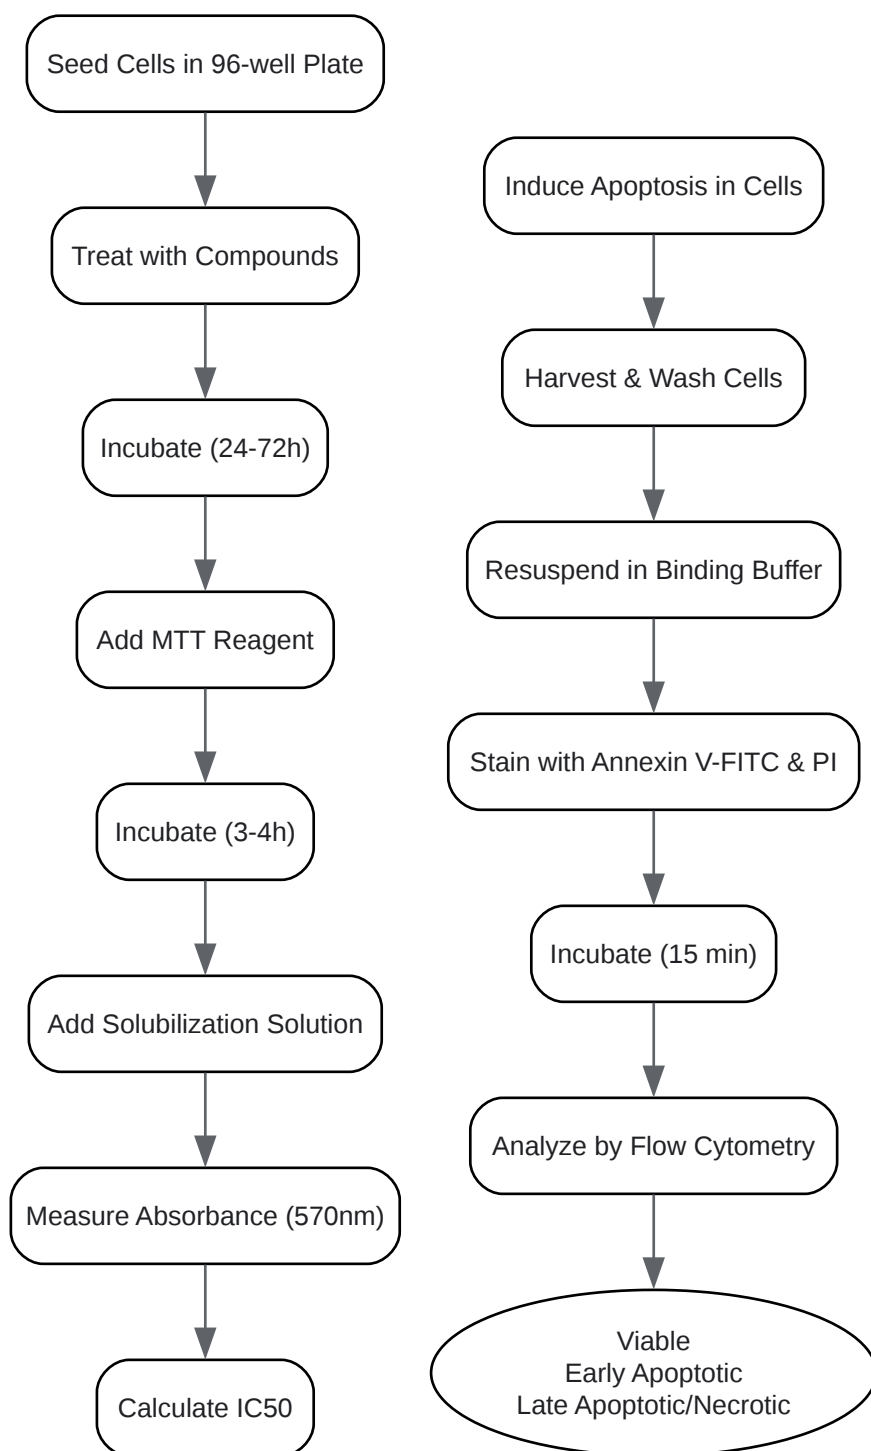 Seed Cells in 96-well Plate
Treat with Compounds
Incubate (24-72h)
Add MTT Reagent
Incubate (3-4h)
Add Solubilization Solution
Measure Absorbance (570nm)
Calculate IC50
Induce Apoptosis in Cells
Harvest & Wash Cells
Resuspend in Binding Buffer
Stain with Annexin V-FITC & PI
Incubate (15 min)
Analyze by Flow Cytometry
Viable
Early Apoptotic
Late Apoptotic/Necrotic